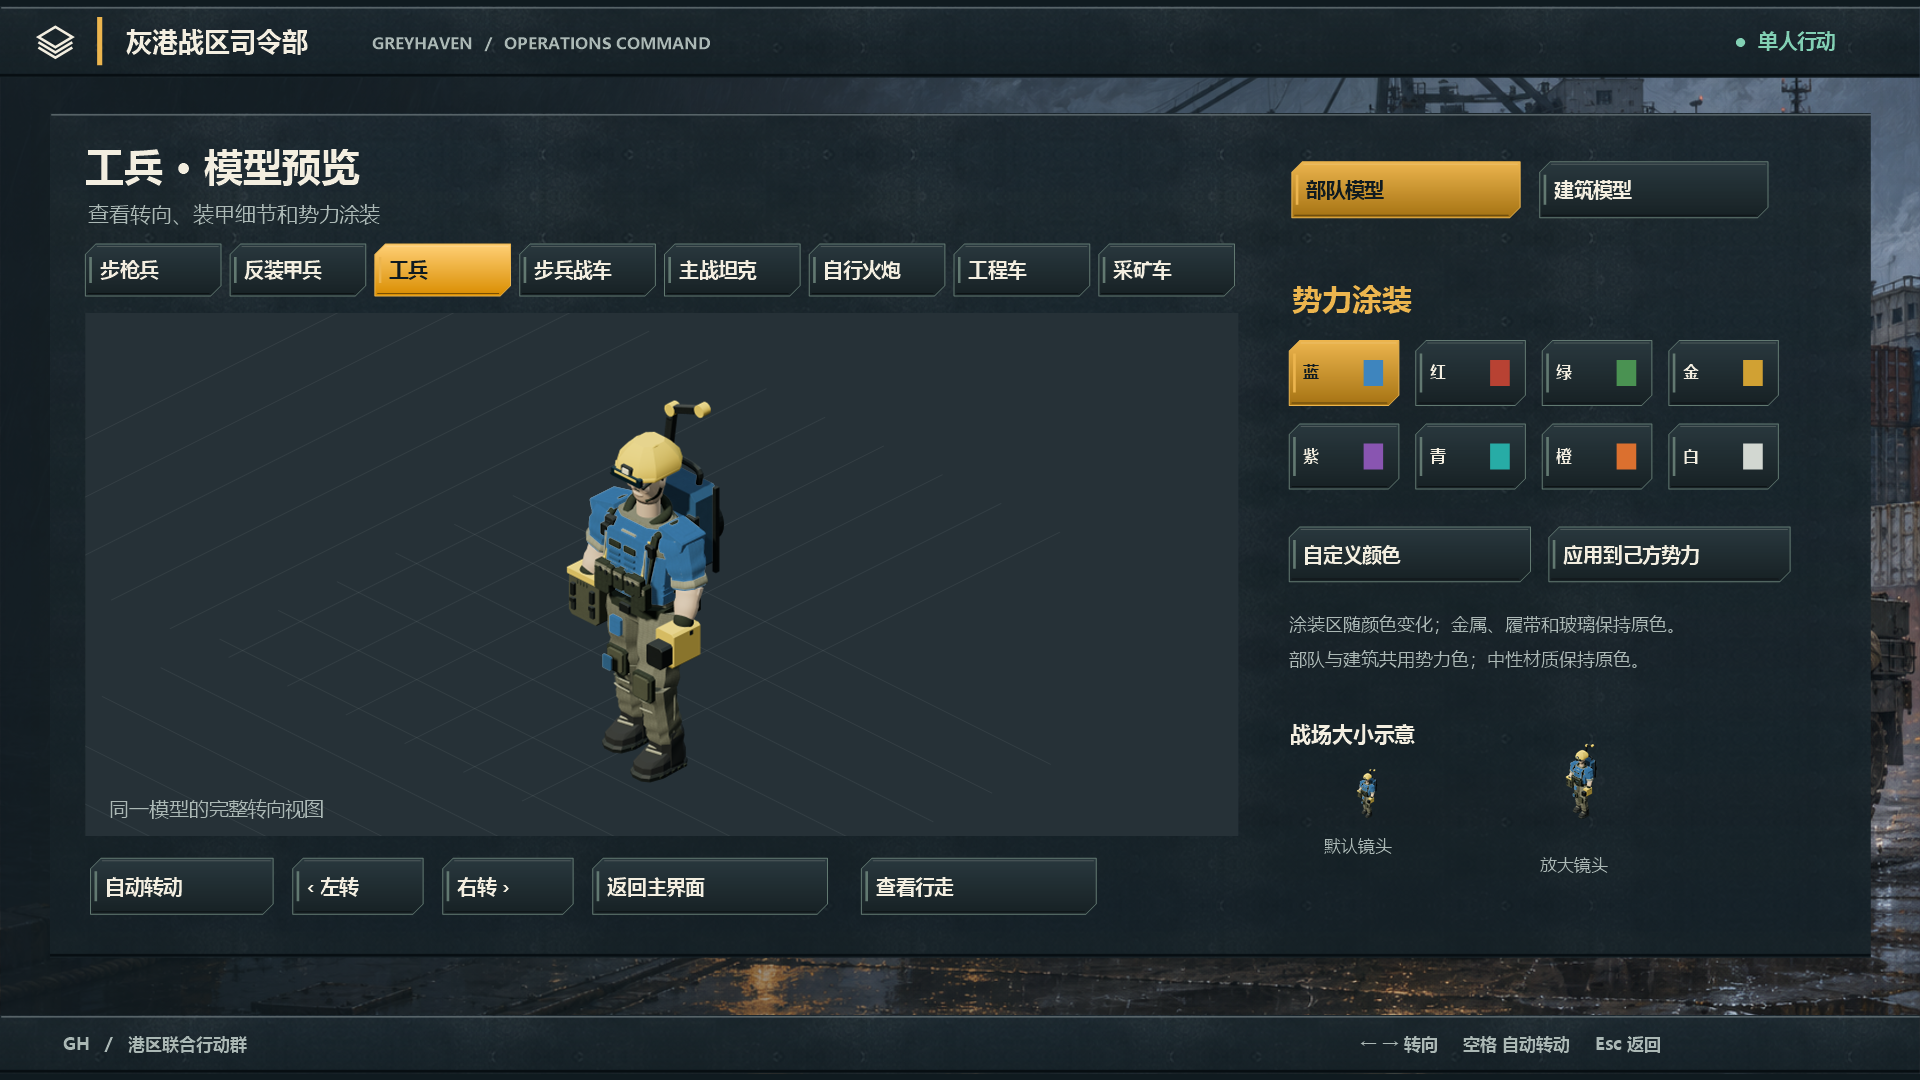 灰港战区司令部
GREYHAVEN / OPERATIONS COMMAND
单人行动
工兵·模型预览
查看转向、装甲细节和势力涂装
步枪兵
反装甲兵
工兵
步兵战车
主战坦克
自行火炮
工程车
采矿车
同一模型的完整转向视图
自动转动
‹ 左转
右转 ›
返回主界面
查看行走
部队模型
建筑模型
势力涂装
蓝
红
绿
金
紫
青
橙
白
自定义颜色
应用到己方势力
涂装区随颜色变化；金属、履带和玻璃保持原色。
部队与建筑共用势力色；中性材质保持原色。
战场大小示意
默认镜头
放大镜头
GH / 港区联合行动群
←→ 转向 空格 自动转动 Esc 返回